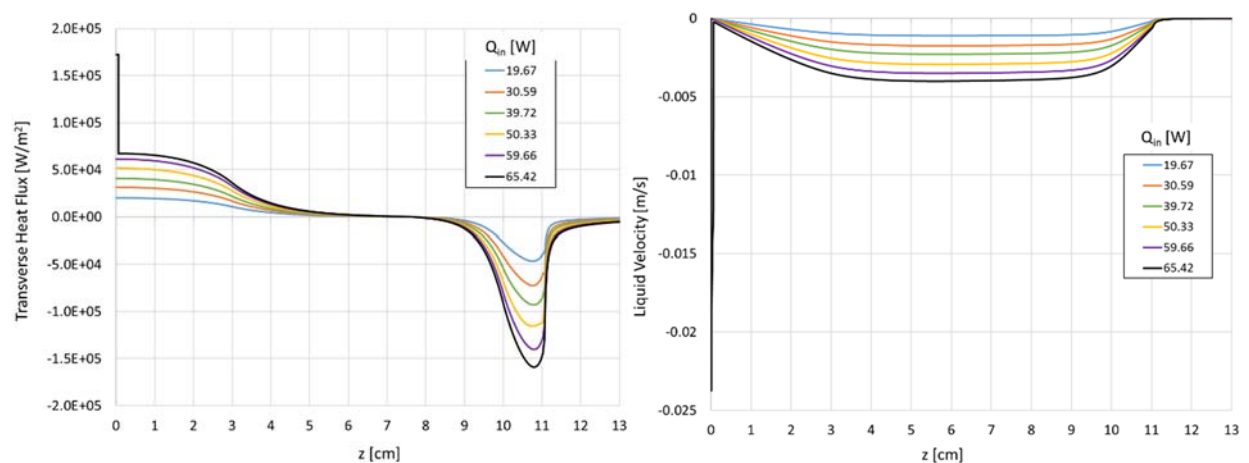 2.0E+05
1.5E+05
1.0E+05
5.0E+04
0.0E+00
-5.0E+04
-1.0E+05
-1.5E+05
-2.0E+05
Transverse Heat Flux [W/m²]
Q_in [W]
19.67
30.59
39.72
50.33
59.66
65.42
0 1 2 3 4 5 6 7 8 9 10 11 12 13
z [cm]
0
-0.005
-0.01
-0.015
-0.02
-0.025
Liquid Velocity [m/s]
Q_in [W]
19.67
30.59
39.72
50.33
59.66
65.42
0 1 2 3 4 5 6 7 8 9 10 11 12 13
z [cm]